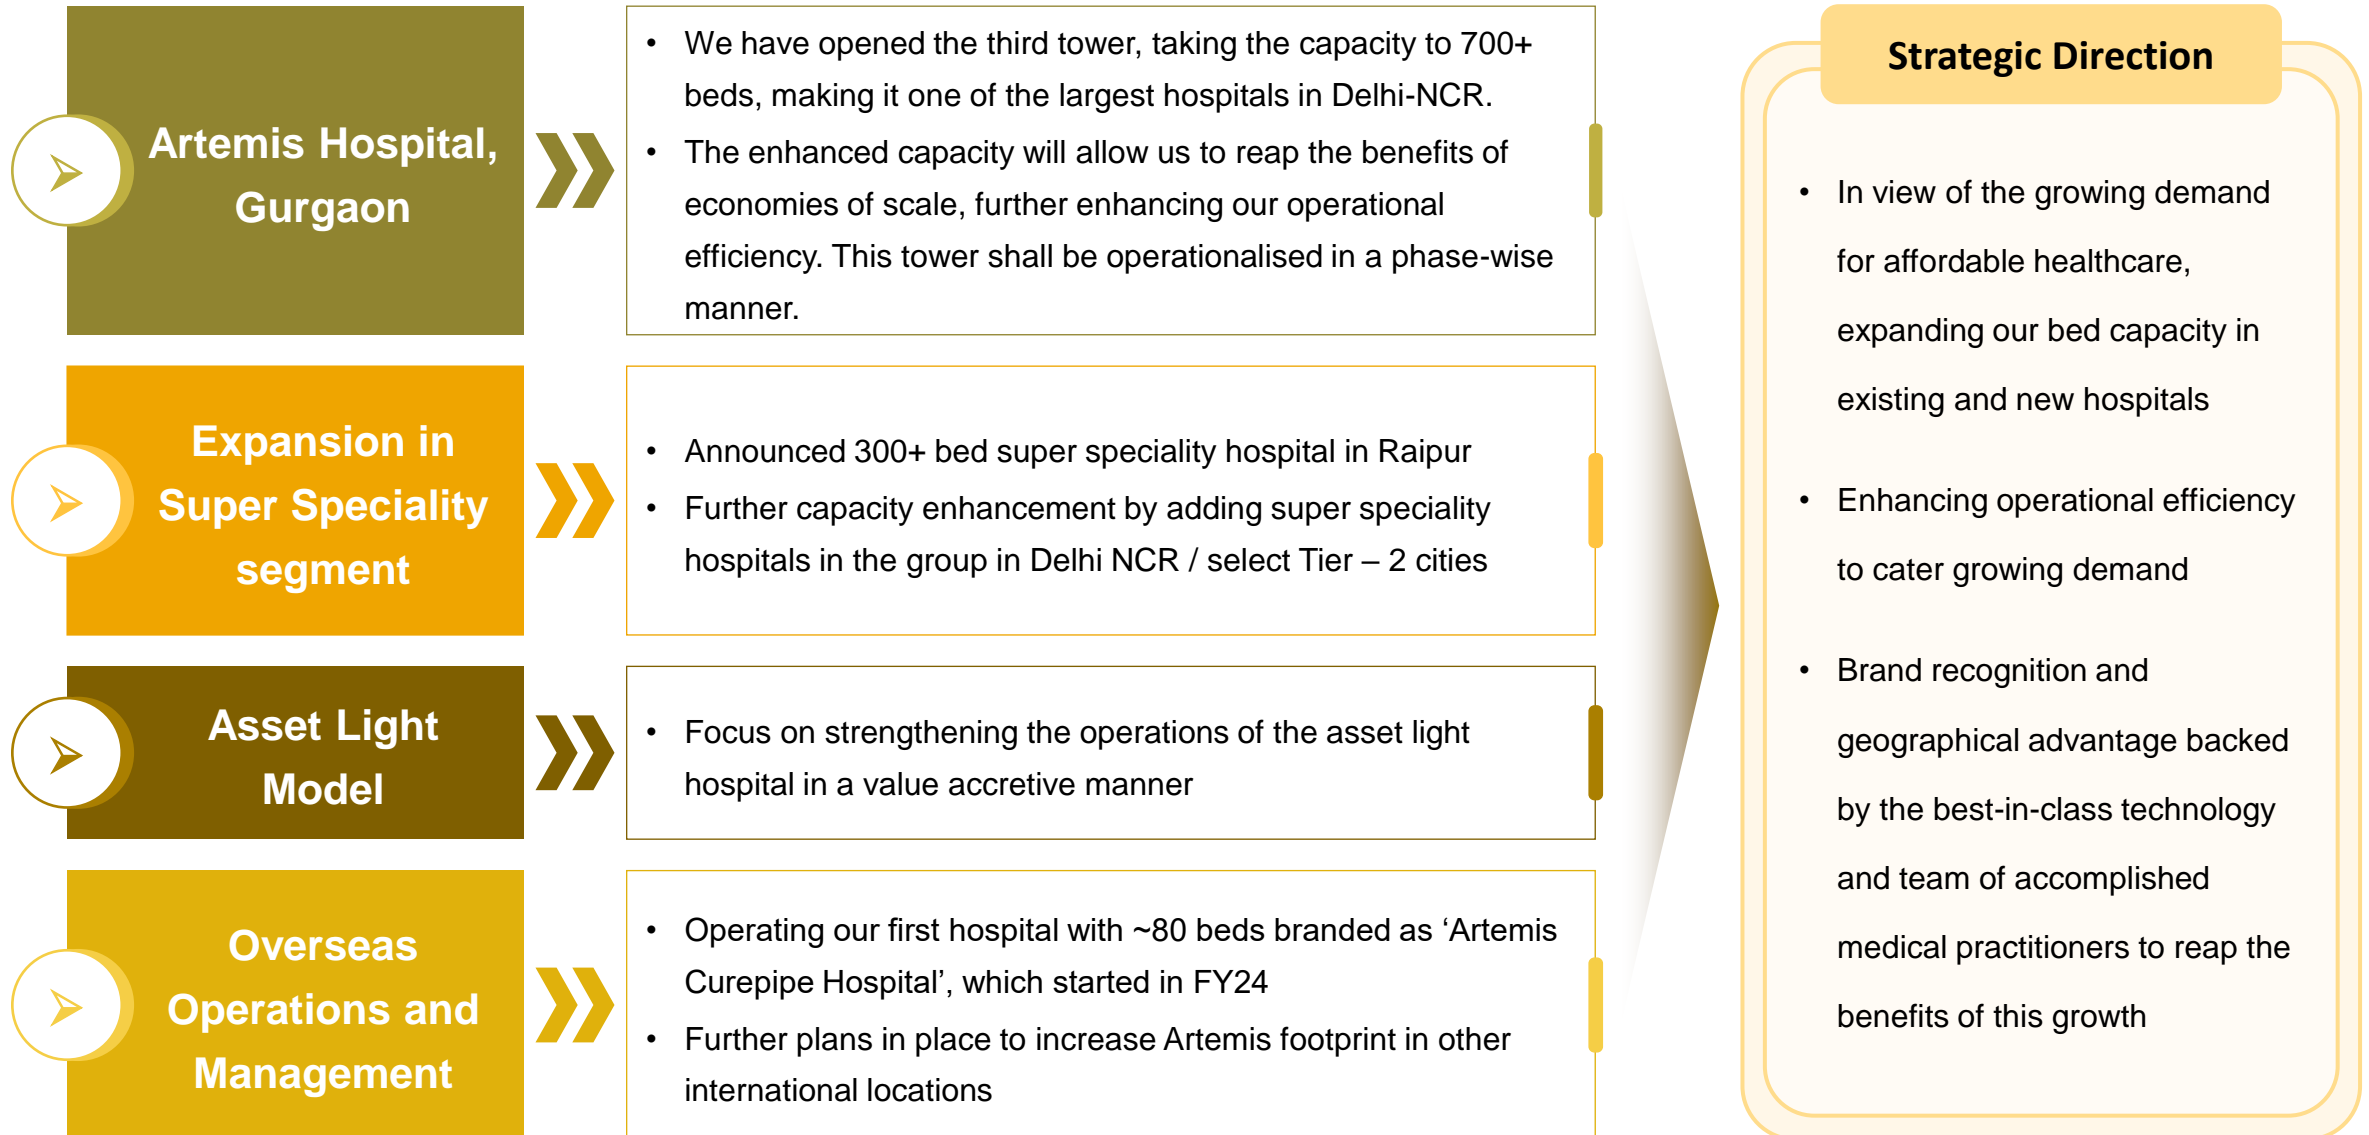 Artemis Hospital,
Gurgaon
• We have opened the third tower, taking the capacity to 700+
beds, making it one of the largest hospitals in Delhi-NCR.
• The enhanced capacity will allow us to reap the benefits of
economies of scale, further enhancing our operational
efficiency. This tower shall be operationalised in a phase-wise
manner.
Expansion in
Super Speciality
segment
• Announced 300+ bed super speciality hospital in Raipur
• Further capacity enhancement by adding super speciality
hospitals in the group in Delhi NCR / select Tier – 2 cities
Asset Light
Model
• Focus on strengthening the operations of the asset light
hospital in a value accretive manner
Overseas
Operations and
Management
• Operating our first hospital with ~80 beds branded as ‘Artemis
Curepipe Hospital’, which started in FY24
• Further plans in place to increase Artemis footprint in other
international locations
Strategic Direction
• In view of the growing demand
for affordable healthcare,
expanding our bed capacity in
existing and new hospitals
• Enhancing operational efficiency
to cater growing demand
• Brand recognition and
geographical advantage backed
by the best-in-class technology
and team of accomplished
medical practitioners to reap the
benefits of this growth